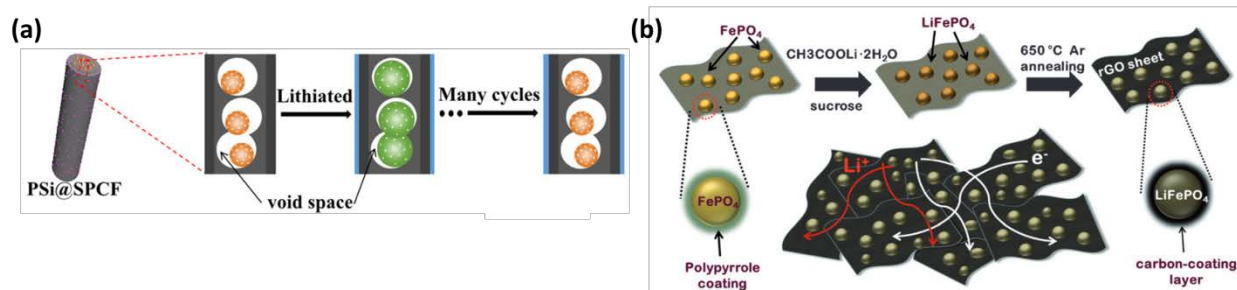 (a)
PSi@SPCF
Lithiated
Many cycles
void space
(b)
FePO₄
CH3COOLi·2H₂O
sucrose
LiFePO₄
650 °C Ar
annealing
rGO sheet
Li⁺
e⁻
FePO₄
Polypyrrole
coating
LiFePO₄
carbon-coating
layer